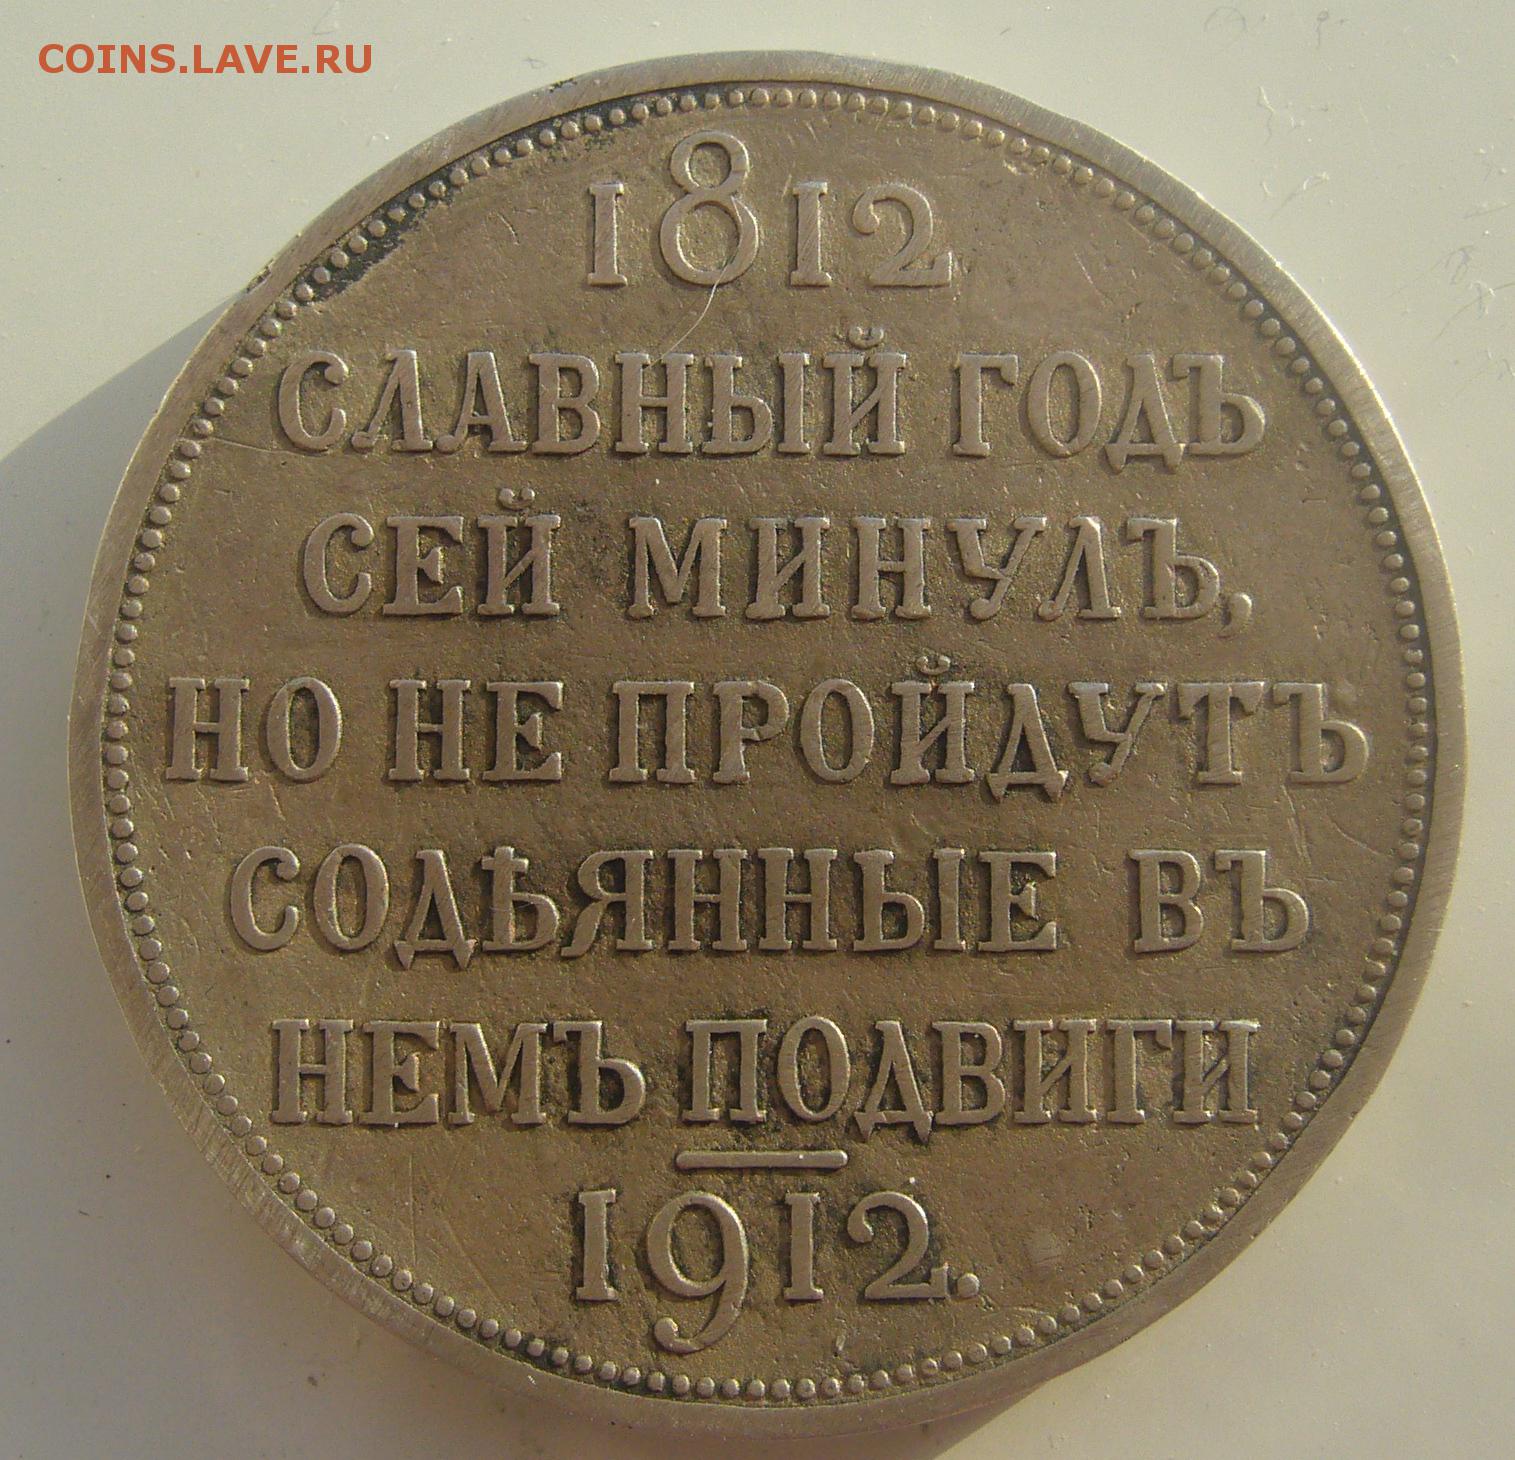 COINS.LAVE.RU
1812
СЛАВНЫЙ ГОДЪ
СЕЙ МИНУЛЪ,
НО НЕ ПРОЙДУТЪ
СОДѢЯННЫЕ ВЪ
НЕМЪ ПОДВИГИ
1912.